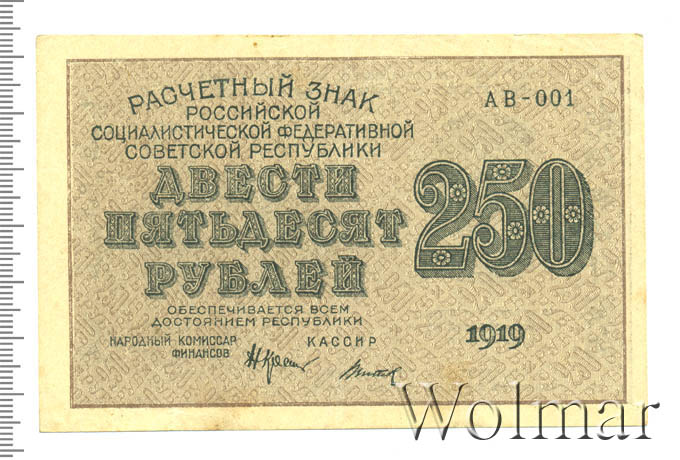 РАСЧЕТНЫЙ ЗНАК
РОССИЙСКОЙ
СОЦИАЛИСТИЧЕСКОЙ ФЕДЕРАТИВНОЙ
СОВЕТСКОЙ РЕСПУБЛИКИ
ДВЕСТИ
ПЯТЬДЕСЯТ
РУБЛЕЙ
ОБЕСПЕЧИВАЕТСЯ ВСЕМ
ДОСТОЯНИЕМ РЕСПУБЛИКИ
НАРОДНЫЙ КОМИССАР
ФИНАНСОВ
КАССИР
АВ-001
250
1919
Wolmar